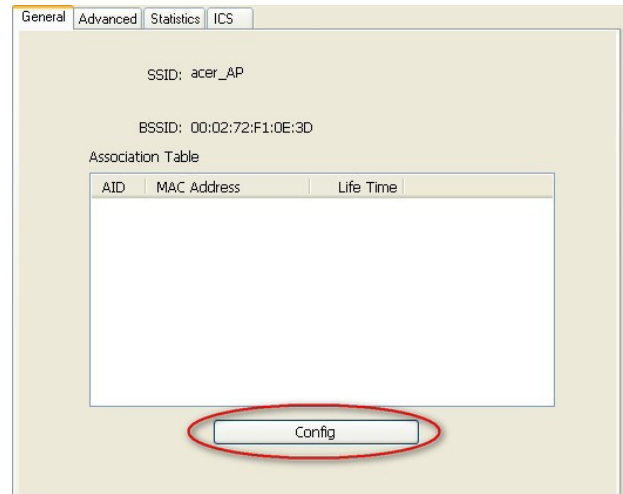 General Advanced Statistics ICS
SSID: acer_AP
BSSID: 00:02:72:F1:0E:3D
Association Table
AID MAC Address Life Time
Config